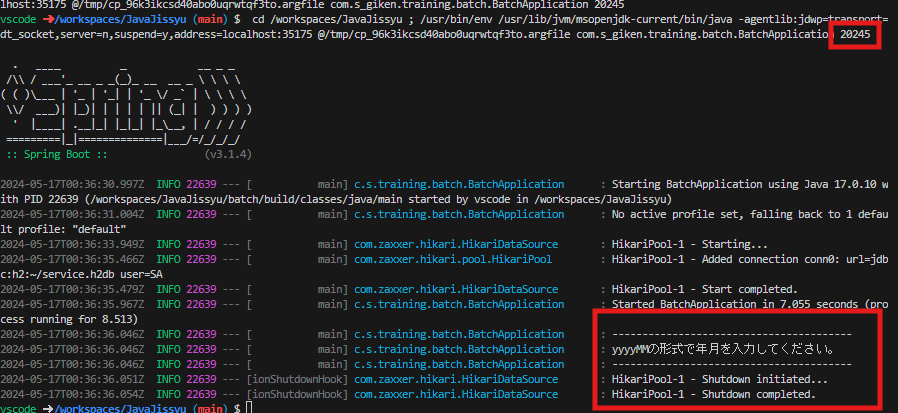 lhost:35175 @/tmp/cp_96k3ikcsd40abo0uqrwtqf3to.argfile com.s_giken.training.batch.BatchApplication 202405
vscode ➜/workspaces/JavaJissyu (main) $  cd /workspaces/JavaJissyu ; /usr/bin/env /usr/lib/jvm/msopenjdk-current/bin/java -agentlib:jdwp=transport=
dt_socket,server=n,suspend=y,address=localhost:35175 @/tmp/cp_96k3ikcsd40abo0uqrwtqf3to.argfile com.s_giken.training.batch.BatchApplication 20245
:: Spring Boot ::                (v3.1.4)
2024-05-17T00:36:30.997Z  INFO 22639 --- [           main] c.s.training.batch.BatchApplication      : Starting BatchApplication using Java 17.0.10 w
ith PID 22639 (/workspaces/JavaJissyu/batch/build/classes/java/main started by vscode in /workspaces/JavaJissyu)
2024-05-17T00:36:31.004Z  INFO 22639 --- [           main] c.s.training.batch.BatchApplication      : No active profile set, falling back to 1 defau
lt profile: "default"
2024-05-17T00:36:33.949Z  INFO 22639 --- [           main] com.zaxxer.hikari.HikariDataSource       : HikariPool-1 - Starting...
2024-05-17T00:36:35.466Z  INFO 22639 --- [           main] com.zaxxer.hikari.pool.HikariPool        : HikariPool-1 - Added connection conn0: url=jdb
c:h2:~/service.h2db user=SA
2024-05-17T00:36:35.479Z  INFO 22639 --- [           main] com.zaxxer.hikari.HikariDataSource       : HikariPool-1 - Start completed.
2024-05-17T00:36:35.967Z  INFO 22639 --- [           main] c.s.training.batch.BatchApplication      : Started BatchApplication in 7.055 seconds (pro
cess running for 8.513)
2024-05-17T00:36:36.046Z  INFO 22639 --- [           main] c.s.training.batch.BatchApplication      : ----------------------------------------
2024-05-17T00:36:36.046Z  INFO 22639 --- [           main] c.s.training.batch.BatchApplication      : yyyyMMの形式で年月を入力してください。
2024-05-17T00:36:36.046Z  INFO 22639 --- [           main] c.s.training.batch.BatchApplication      : ----------------------------------------
2024-05-17T00:36:36.051Z  INFO 22639 --- [ionShutdownHook] com.zaxxer.hikari.HikariDataSource       : HikariPool-1 - Shutdown initiated...
2024-05-17T00:36:36.054Z  INFO 22639 --- [ionShutdownHook] com.zaxxer.hikari.HikariDataSource       : HikariPool-1 - Shutdown completed.
vscode ➜/workspaces/JavaJissyu (main) $